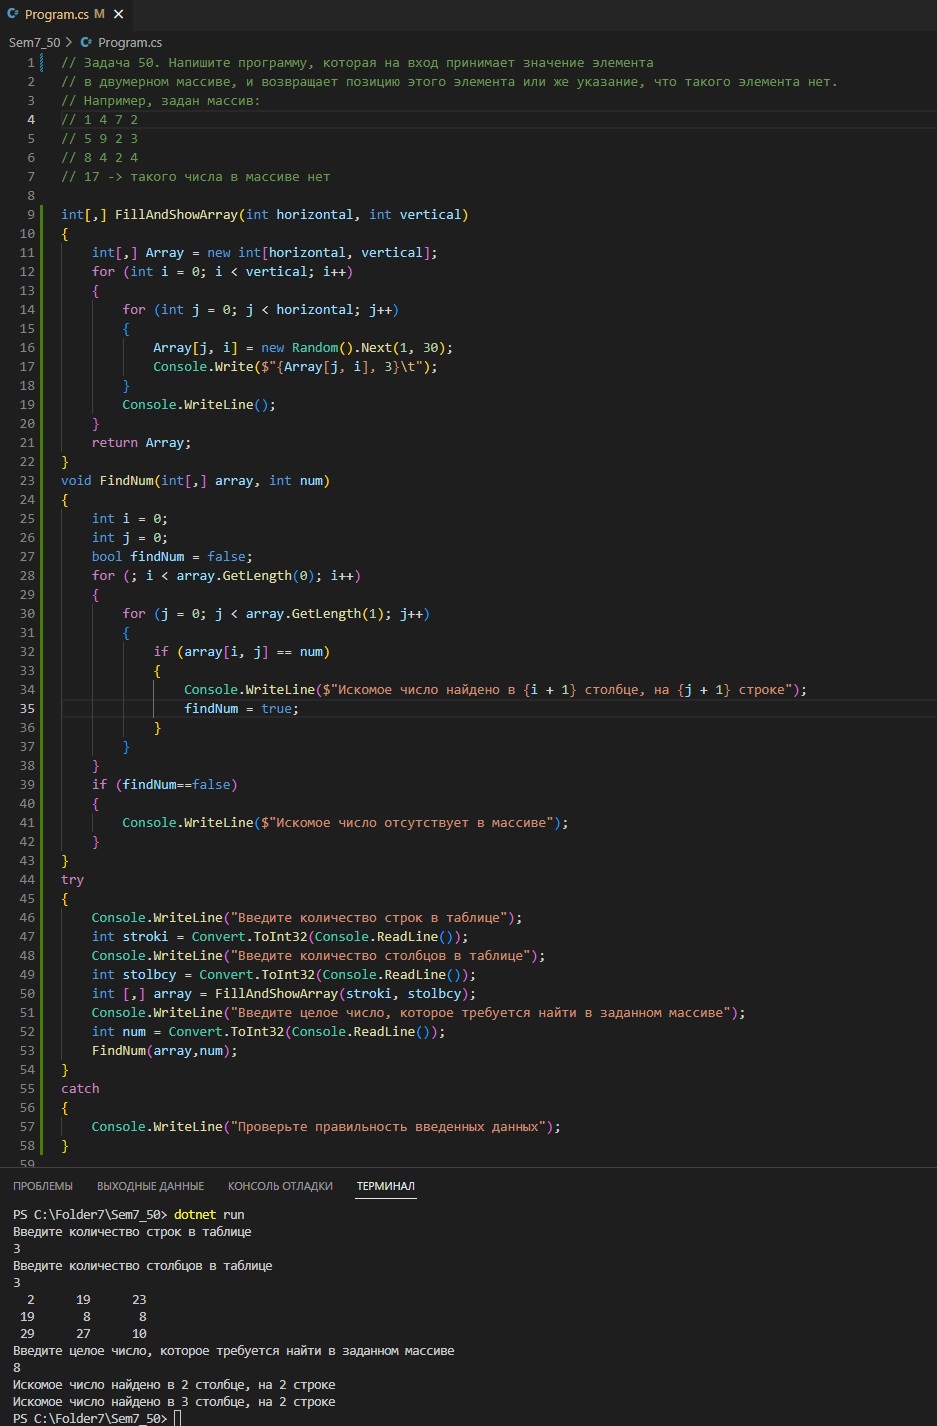 Program.cs M
Sem7_50 > Program.cs
1 // Задача 50. Напишите программу, которая на вход принимает значение элемента
2 // в двумерном массиве, и возвращает позицию этого элемента или же указание, что такого элемента нет.
3 // Например, задан массив:
4 // 1 4 7 2
5 // 5 9 2 3
6 // 8 4 2 4
7 // 17 -> такого числа в массиве нет
8
9 int[,] FillAndShowArray(int horizontal, int vertical)
10 {
11     int[,] Array = new int[horizontal, vertical];
12     for (int i = 0; i < vertical; i++)
13     {
14         for (int j = 0; j < horizontal; j++)
15         {
16             Array[j, i] = new Random().Next(1, 30);
17             Console.Write($"{Array[j, i], 3}\t");
18         }
19         Console.WriteLine();
20     }
21     return Array;
22 }
23 void FindNum(int[,] array, int num)
24 {
25     int i = 0;
26     int j = 0;
27     bool findNum = false;
28     for (; i < array.GetLength(0); i++)
29     {
30         for (j = 0; j < array.GetLength(1); j++)
31         {
32             if (array[i, j] == num)
33             {
34                 Console.WriteLine($"Искомое число найдено в {i + 1} столбце, на {j + 1} строке");
35                 findNum = true;
36             }
37         }
38     }
39     if (findNum==false)
40     {
41         Console.WriteLine($"Искомое число отсутствует в массиве");
42     }
43 }
44 try
45 {
46     Console.WriteLine("Введите количество строк в таблице");
47     int stroki = Convert.ToInt32(Console.ReadLine());
48     Console.WriteLine("Введите количество столбцов в таблице");
49     int stolbcy = Convert.ToInt32(Console.ReadLine());
50     int [,] array = FillAndShowArray(stroki, stolbcy);
51     Console.WriteLine("Введите целое число, которое требуется найти в заданном массиве");
52     int num = Convert.ToInt32(Console.ReadLine());
53     FindNum(array,num);
54 }
55 catch
56 {
57     Console.WriteLine("Проверьте правильность введенных данных");
58 }
59
ПРОБЛЕМЫ ВЫХОДНЫЕ ДАННЫЕ КОНСОЛЬ ОТЛАДКИ ТЕРМИНАЛ
PS C:\Folder7\Sem7_50> dotnet run
Введите количество строк в таблице
3
Введите количество столбцов в таблице
3
2 19 23
19 8 8
29 27 10
Введите целое число, которое требуется найти в заданном массиве
8
Искомое число найдено в 2 столбце, на 2 строке
Искомое число найдено в 3 столбце, на 2 строке
PS C:\Folder7\Sem7_50>